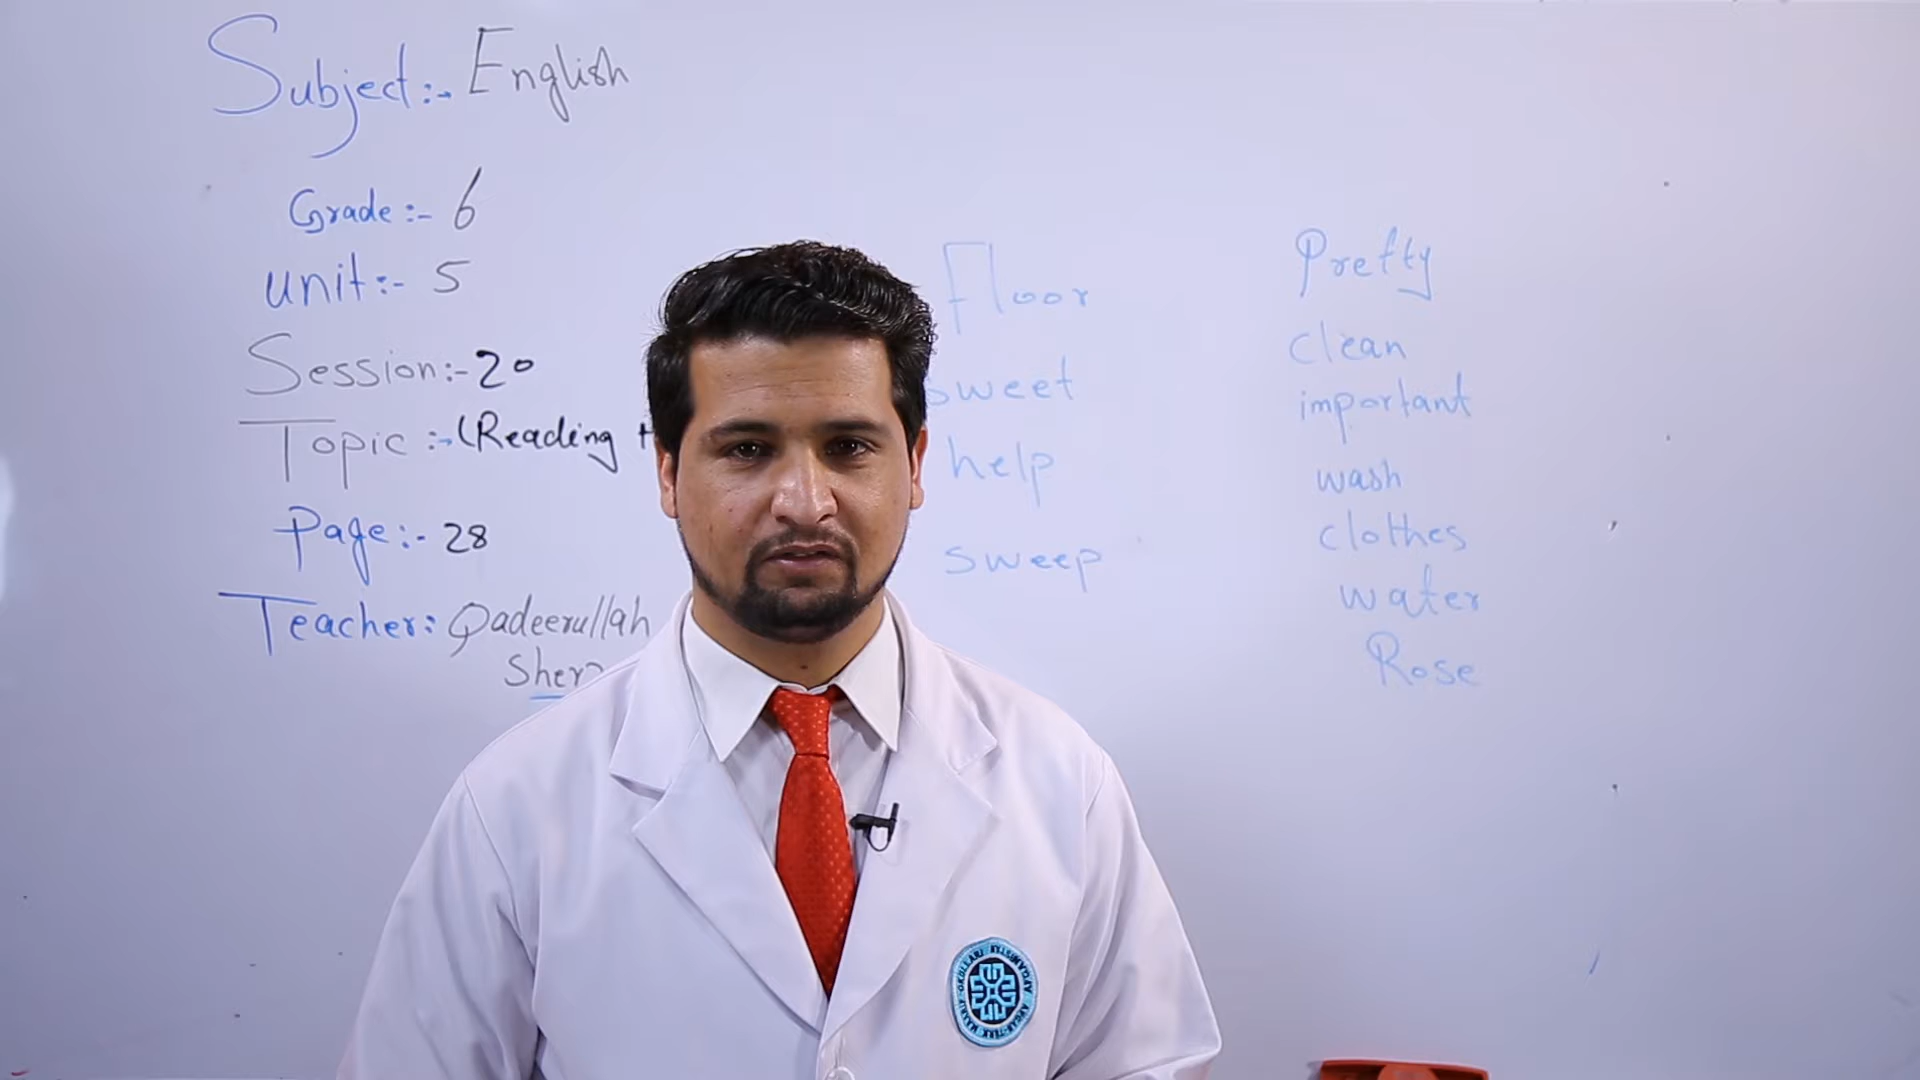 Subject:- English
Grade:- 6
unit:- 5
Session:- 20
Topic:- (Reading
Page:- 28
Teacher: Qadeerullah
Floor
sweet
help
sweep
Pretty
clean
important
wash
clothes
water
Rose